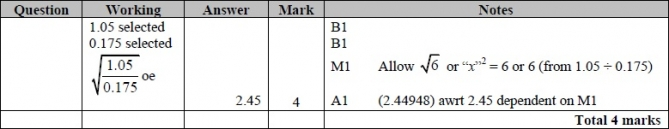 Question Working Answer Mark Notes
1.05 selected B1
0.175 selected B1
√(1.05/0.175) oe M1 Allow √6 or "x"² = 6 or 6 (from 1.05 ÷ 0.175)
2.45 4 A1 (2.44948) awrt 2.45 dependent on M1
Total 4 marks